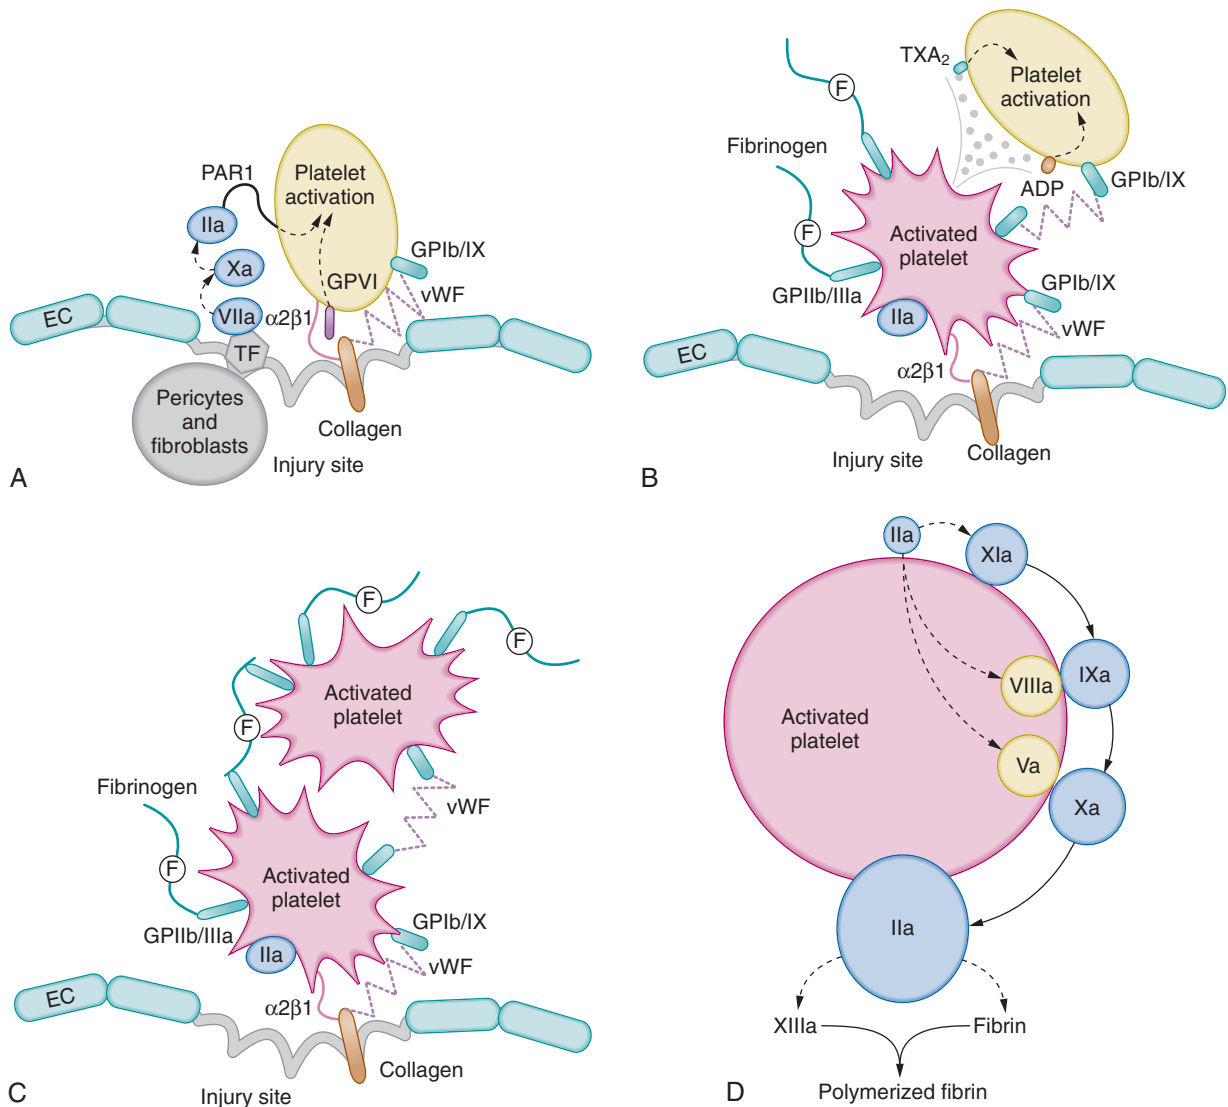 PAR1
Platelet
activation
IIa
Xa
GPIb/IX
GPVI
vWF
EC
VIIa
α2β1
TF
Pericytes
and
fibroblasts
Collagen
Injury site
A
TXA₂
Platelet
activation
F
Fibrinogen
ADP
GPIb/IX
F
Activated
platelet
GPIIb/IIIa
GPIb/IX
IIa
vWF
EC
α2β1
Collagen
Injury site
B
F
F
Activated
platelet
F
Fibrinogen
vWF
F
Activated
platelet
GPIIb/IIIa
GPIb/IX
IIa
vWF
EC
α2β1
Collagen
Injury site
C
IIa
XIa
VIIIa
IXa
Activated
platelet
Va
Xa
IIa
XIIIa
Fibrin
Polymerized fibrin
D